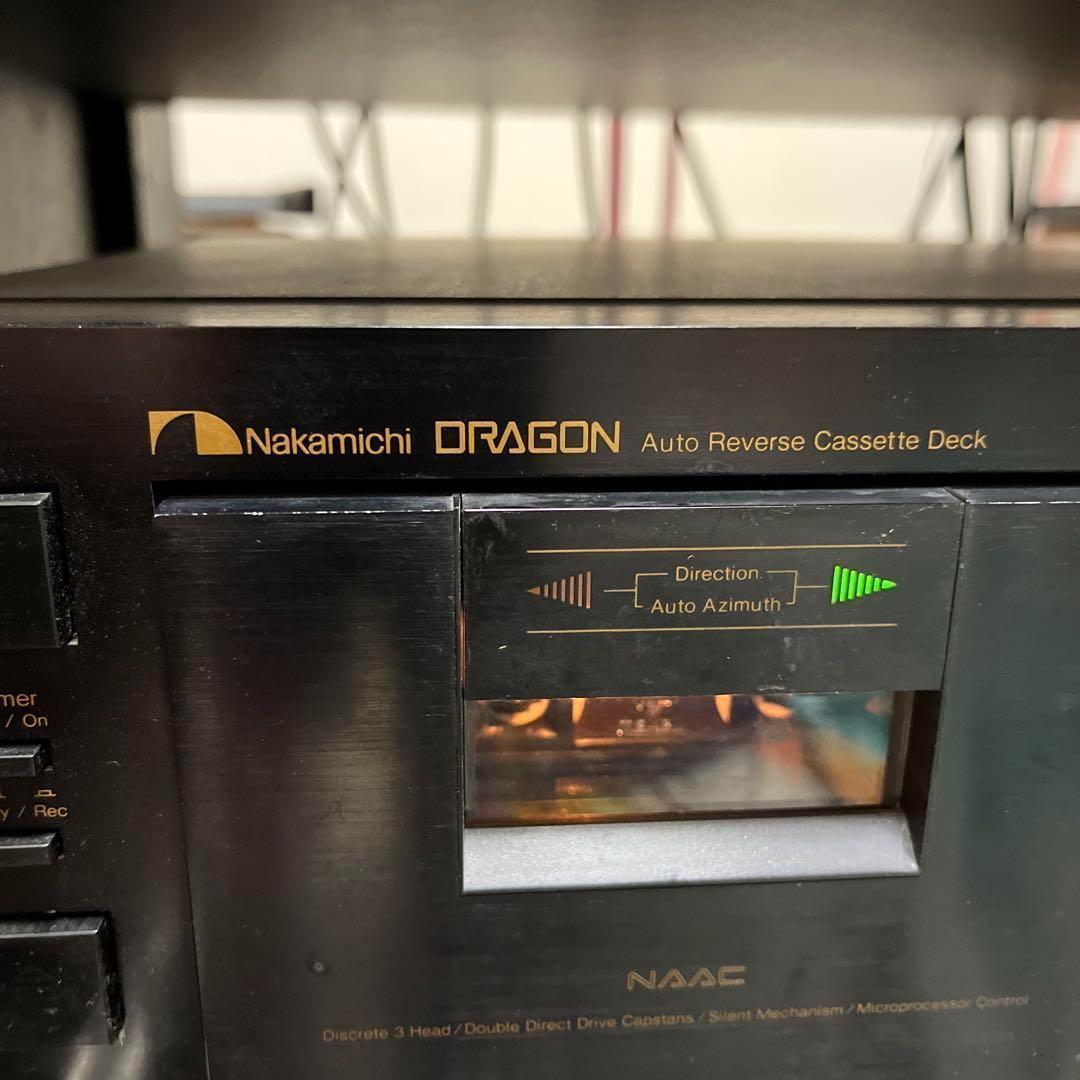 Nakamichi DRAGON Auto Reverse Cassette Deck
Direction
Auto Azimuth
mer
/ On
y / Rec
NAAC
Discrete 3 Head / Double Direct Drive Capstans / Silent Mechanism / Microprocessor Control